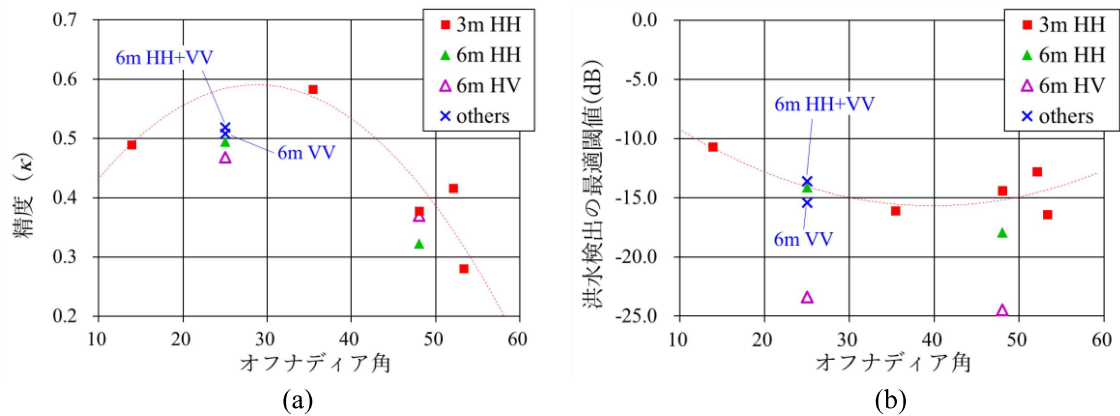 0.7
0.6
0.5
0.4
0.3
0.2
精度（κ）
10 20 30 40 50 60
オフナディア角
6m HH+VV
6m VV
3m HH
6m HH
6m HV
others
(a)
0.0
-5.0
-10.0
-15.0
-20.0
-25.0
洪水検出の最適閾値(dB)
10 20 30 40 50 60
オフナディア角
6m HH+VV
6m VV
3m HH
6m HH
6m HV
others
(b)